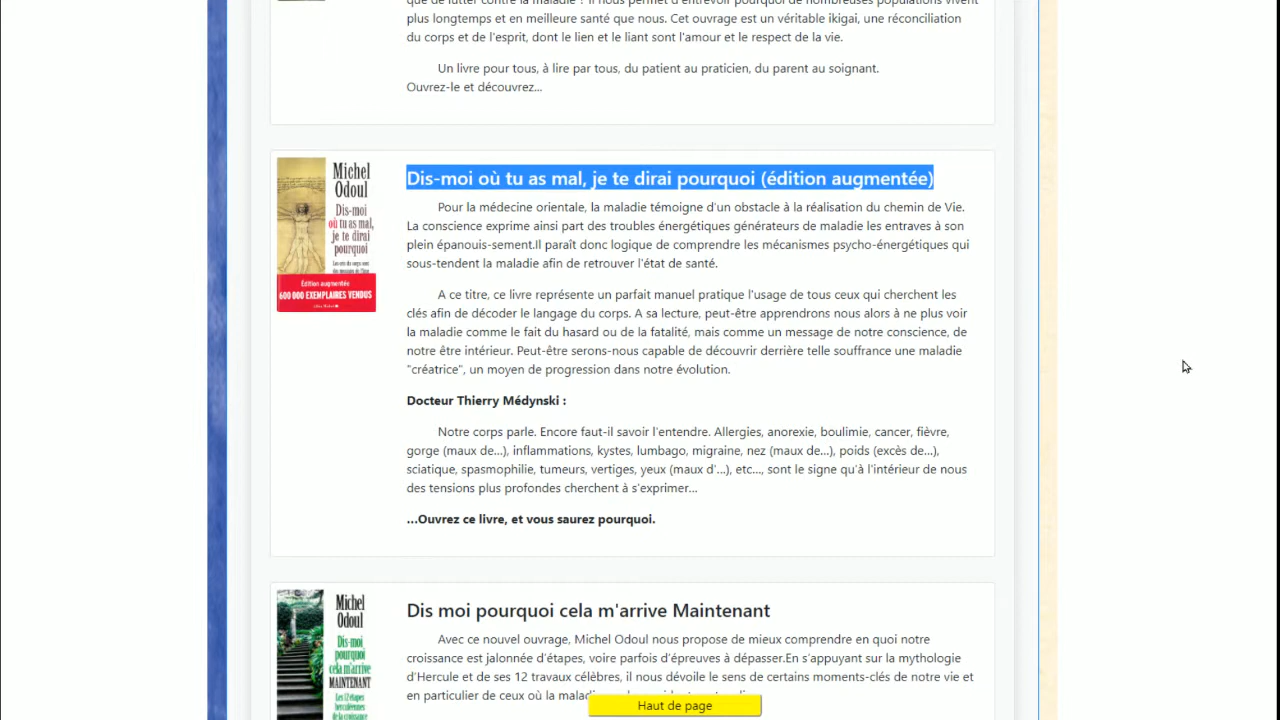 que de lutter contre la maladie ? Il nous permet d'entrevoir pourquoi de nombreuses populations vivent
plus longtemps et en meilleure santé que nous. Cet ouvrage est un véritable ikigai, une réconciliation
du corps et de l'esprit, dont le lien et le liant sont l'amour et le respect de la vie.
Un livre pour tous, à lire par tous, du patient au praticien, du parent au soignant.
Ouvrez-le et découvrez...
Michel
Odoul
Dis-moi
où tu as mal,
je te dirai
pourquoi
Les cris du corps sont
des messages de l'âme
Édition augmentée
600 000 EXEMPLAIRES VENDUS
Albin Michel
Dis-moi où tu as mal, je te dirai pourquoi (édition augmentée)
Pour la médecine orientale, la maladie témoigne d'un obstacle à la réalisation du chemin de Vie.
La conscience exprime ainsi part des troubles énergétiques générateurs de maladie les entraves à son
plein épanouis-sement.Il paraît donc logique de comprendre les mécanismes psycho-énergétiques qui
sous-tendent la maladie afin de retrouver l'état de santé.
A ce titre, ce livre représente un parfait manuel pratique l'usage de tous ceux qui cherchent les
clés afin de décoder le langage du corps. A sa lecture, peut-être apprendrons nous alors à ne plus voir
la maladie comme le fait du hasard ou de la fatalité, mais comme un message de notre conscience, de
notre être intérieur. Peut-être serons-nous capable de découvrir derrière telle souffrance une maladie
"créatrice", un moyen de progression dans notre évolution.
Docteur Thierry Médynski :
Notre corps parle. Encore faut-il savoir l'entendre. Allergies, anorexie, boulimie, cancer, fièvre,
gorge (maux de...), inflammations, kystes, lumbago, migraine, nez (maux de...), poids (excès de...),
sciatique, spasmophilie, tumeurs, vertiges, yeux (maux d'...), etc..., sont le signe qu'à l'intérieur de nous
des tensions plus profondes cherchent à s'exprimer...
...Ouvrez ce livre, et vous saurez pourquoi.
Michel
Odoul
Dis-moi
pourquoi
cela m'arrive
MAINTENANT
Les 12 étapes
herculéennes
de la croissance
Dis moi pourquoi cela m'arrive Maintenant
Avec ce nouvel ouvrage, Michel Odoul nous propose de mieux comprendre en quoi notre
croissance est jalonnée d'étapes, voire parfois d'épreuves à dépasser.En s'appuyant sur la mythologie
d'Hercule et de ses 12 travaux célèbres, il nous dévoile le sens de certains moments-clés de notre vie et
en particulier de ceux où la
Haut de page